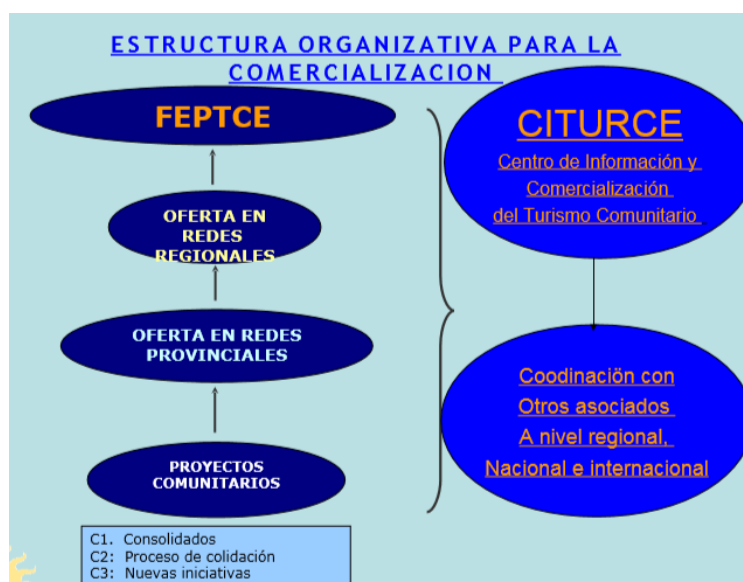 ESTRUCTURA ORGANIZATIVA PARA LA
COMERCIALIZACION
FEPTCE
OFERTA EN
REDES
REGIONALES
OFERTA EN REDES
PROVINCIALES
PROYECTOS
COMUNITARIOS
C1. Consolidados
C2: Proceso de colidación
C3: Nuevas iniciativas
CITURCE
Centro de Información y
Comercialización
del Turismo Comunitario
Coodinaciön con
Otros asociados
A nivel regional,
Nacional e internacional